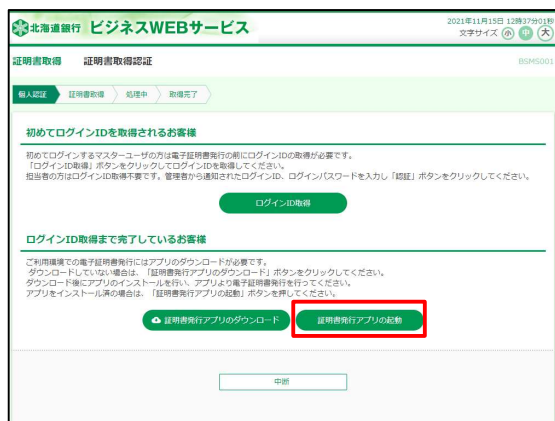 北海道銀行 ビジネスWEBサービス
2021年11月15日 12時37分01秒
文字サイズ 小 中 大
証明書取得 証明書取得認証
BSMS001
個人認証 証明書取得 処理中 取得完了
初めてログインIDを取得されるお客様
初めてログインするマスターユーザの方は電子証明書発行の前にログインIDの取得が必要です。
「ログインID取得」ボタンをクリックしてログインIDを取得してください。
担当者の方はログインID取得不要です。管理者から通知されたログインID、ログインパスワードを入力し「認証」ボタンをクリックしてください。
ログインID取得
ログインID取得まで完了しているお客様
ご利用環境での電子証明書発行にはアプリのダウンロードが必要です。
ダウンロードしていない場合は、「証明書発行アプリのダウンロード」ボタンをクリックしてください。
ダウンロード後にアプリのインストールを行い、アプリより電子証明書発行を行ってください。
アプリをインストール済の場合は、「証明書発行アプリの起動」ボタンを押してください。
証明書発行アプリのダウンロード 証明書発行アプリの起動
中断